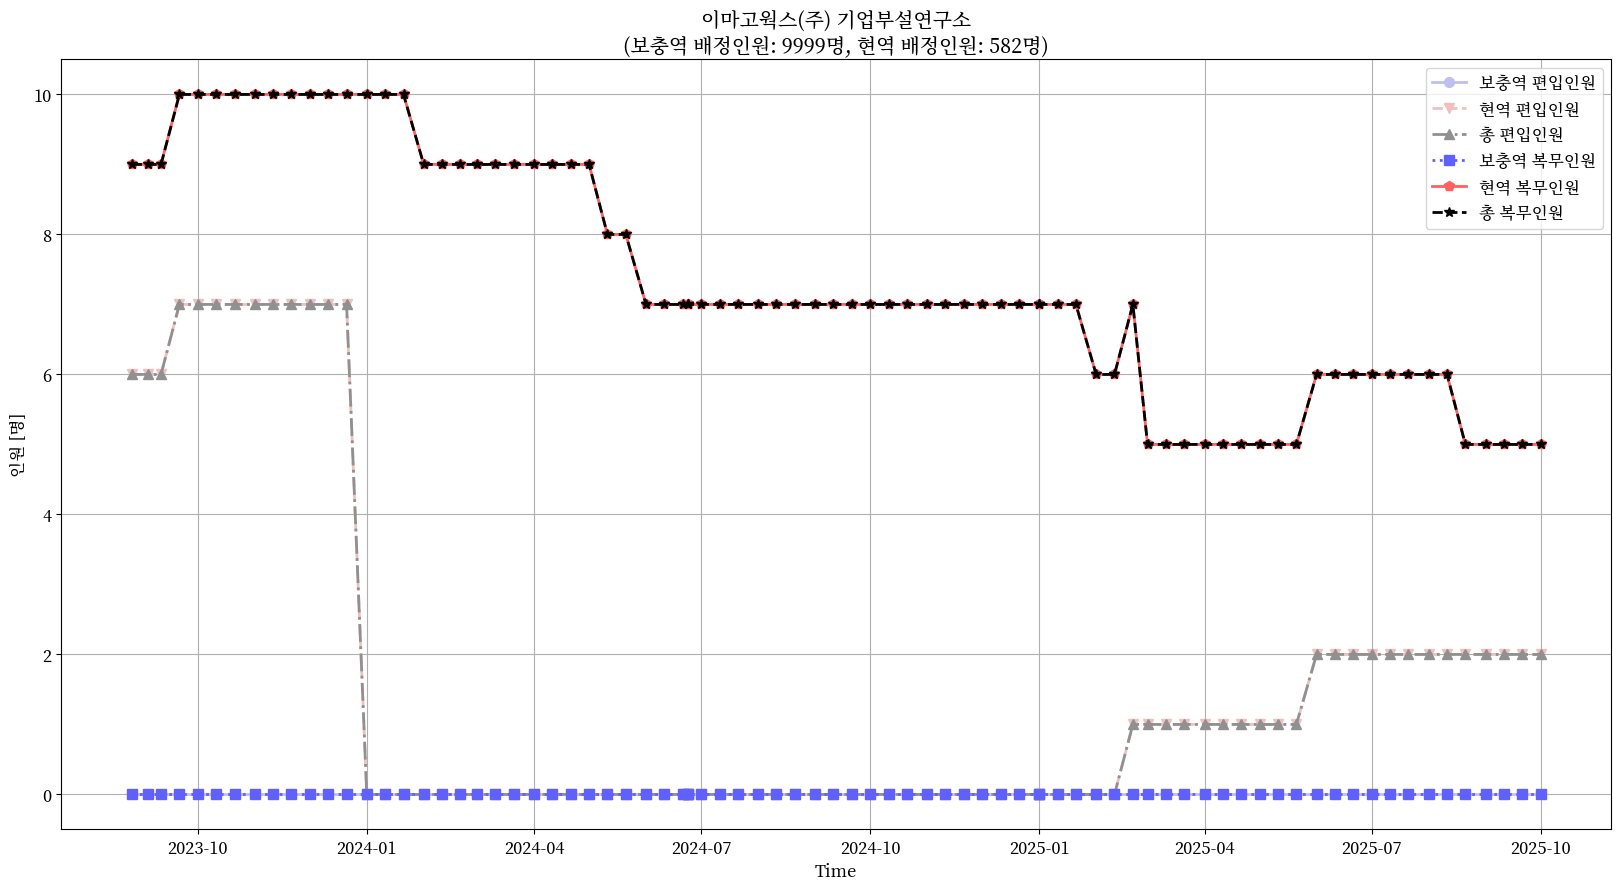 이마고웍스(주) 기업부설연구소
(보충역 배정인원: 9999명, 현역 배정인원: 582명)
보충역 편입인원
현역 편입인원
총 편입인원
보충역 복무인원
현역 복무인원
총 복무인원
인원 [명]
10
8
6
4
2
0
2023-10
2024-01
2024-04
2024-07
2024-10
2025-01
2025-04
2025-07
2025-10
Time